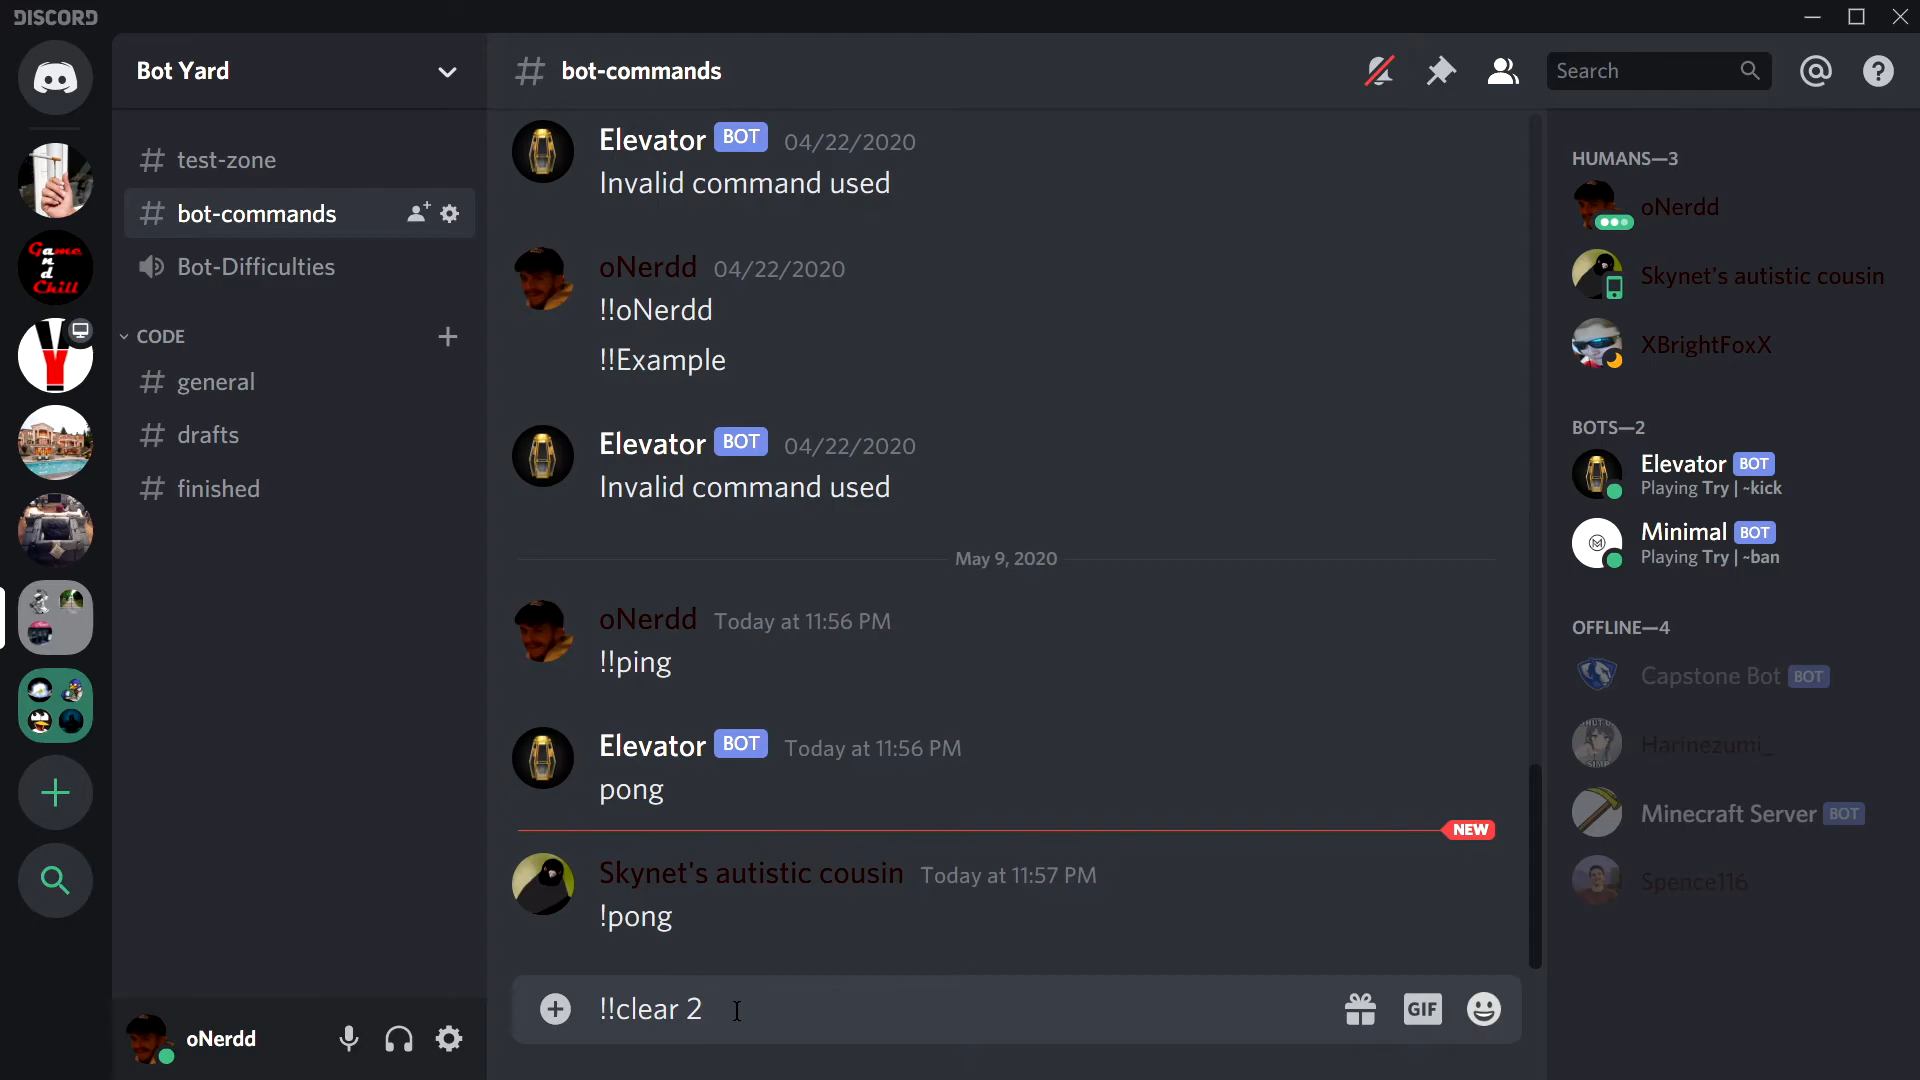 DISCORD
Bot Yard
# bot-commands
Search
# test-zone
# bot-commands
Bot-Difficulties
CODE
# general
# drafts
# finished
Game
n
d
Chill
Y
oNerdd
Elevator BOT 04/22/2020
Invalid command used
oNerdd 04/22/2020
!!oNerdd
!!Example
Elevator BOT 04/22/2020
Invalid command used
May 9, 2020
oNerdd Today at 11:56 PM
!!ping
Elevator BOT Today at 11:56 PM
pong
NEW
Skynet's autistic cousin Today at 11:57 PM
!pong
!!clear 2
GIF
HUMANS—3
oNerdd
Skynet's autistic cousin
XBrightFoxX
BOTS—2
Elevator BOT
Playing Try | ~kick
Minimal BOT
Playing Try | ~ban
OFFLINE—4
Capstone Bot BOT
Harinezumi_
Minecraft Server BOT
Spence116